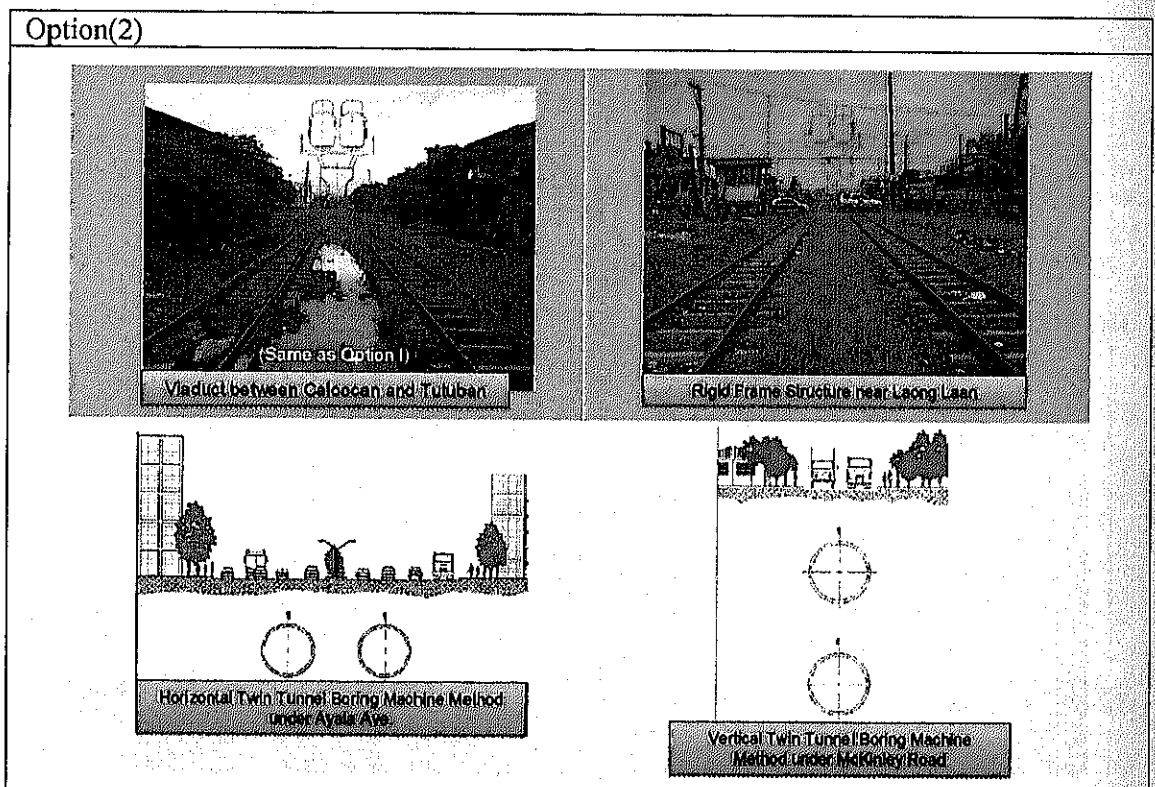 Option(2)
(Same as Option I)
Viaduct between Caloocan and Tutuban
Rigid Frame Structure near Laong Laan
Horizontal Twin Tunnel Boring Machine Method
under Ayala Ave.
Vertical Twin Tunnel Boring Machine
Method under McKinley Road